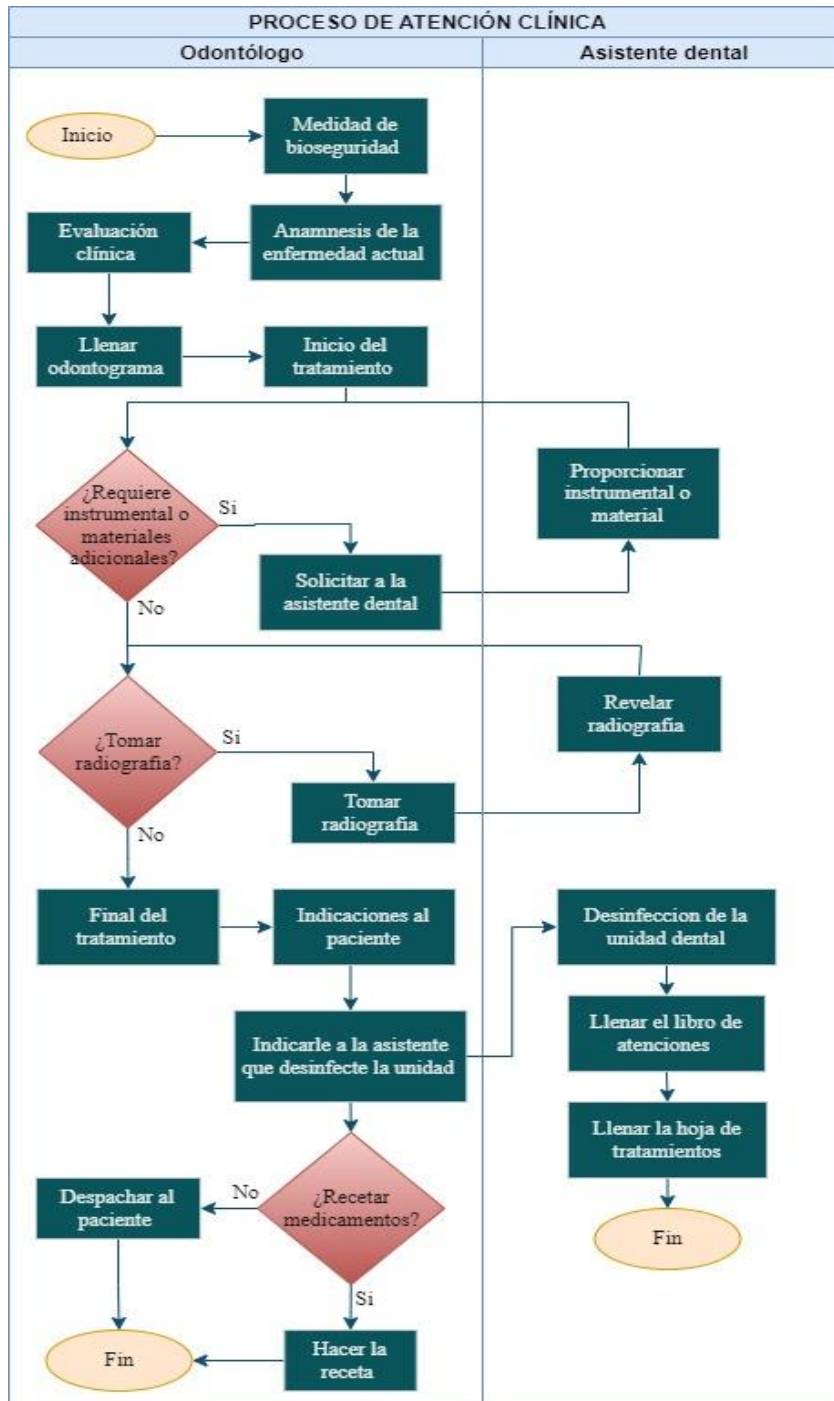 PROCESO DE ATENCIÓN CLÍNICA
Odontólogo
Asistente dental
Inicio
Medidad de
bioseguridad
Evaluación
clínica
Anamnesis de la
enfermedad actual
Llenar
odontograma
Inicio del
tratamiento
¿Requiere
instrumental o
materiales
adicionales?
Si
Proporcionar
instrumental o
material
Solicitar a la
asistente dental
No
¿Tomar
radiografia?
Si
Revelar
radiografía
Tomar
radiografia
No
Final del
tratamiento
Indicaciones al
paciente
Desinfeccion de la
unidad dental
Indicarle a la asistente
que desinfecte la unidad
Llenar el libro de
atenciones
Llenar la hoja de
tratamientos
Despachar al
paciente
No
¿Recetar
medicamentos?
Fin
Si
Fin
Hacer la
receta